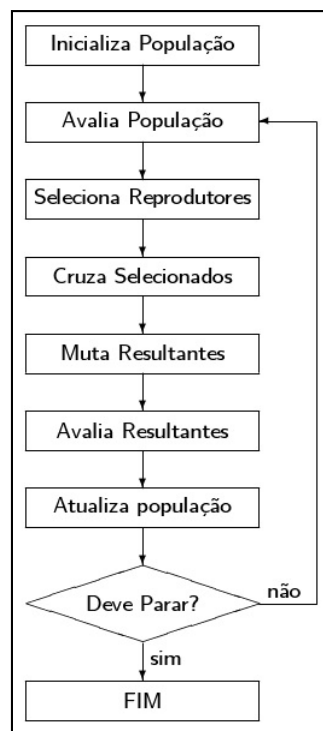 Inicializa População
Avalia População
Seleciona Reprodutores
Cruza Selecionados
Muta Resultantes
Avalia Resultantes
Atualiza população
Deve Parar?
não
sim
FIM